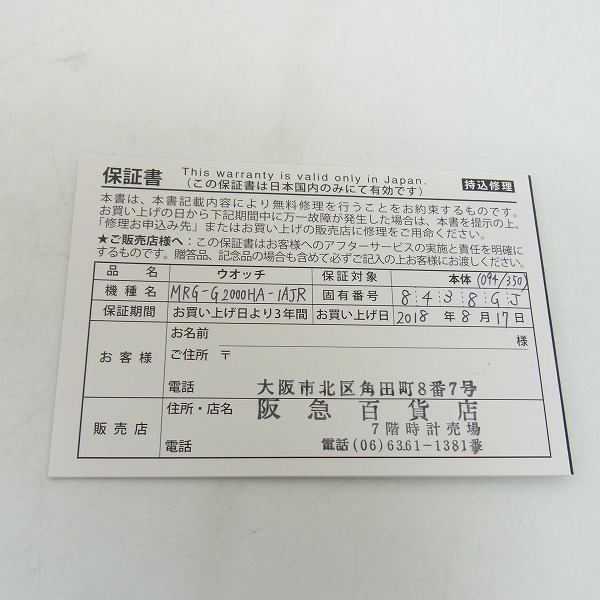 保証書 This warranty is valid only in Japan. 持込修理
(この保証書は日本国内のみにて有効です)
本書は、本書記載内容により無料修理を行うことをお約束するものです。
お買い上げの日から下記期間中に万一故障が発生した場合は、本書を提示の上、
「修理お申込み先」またはお買い上げの販売店に修理をご用命ください。
★ご販売店様へ:この保証書はお客様へのアフターサービスの実施と責任を明確に
するものです。贈答品、記念品の場合も含めて必ずご記入の上お客様にお渡しください。
品名 ウオッチ 保証対象 本体 (094/350)
機種名 MRG-G2000HA-1AJR 固有番号 8438GJ
保証期間 お買い上げ日より3年間 お買い上げ日 2018年8月17日
お客様 お名前 様
ご住所 〒
電話 大阪市北区角田町8番7号
販売店 住所・店名 阪急百貨店
7階時計売場
電話 電話(06)6361-1381番